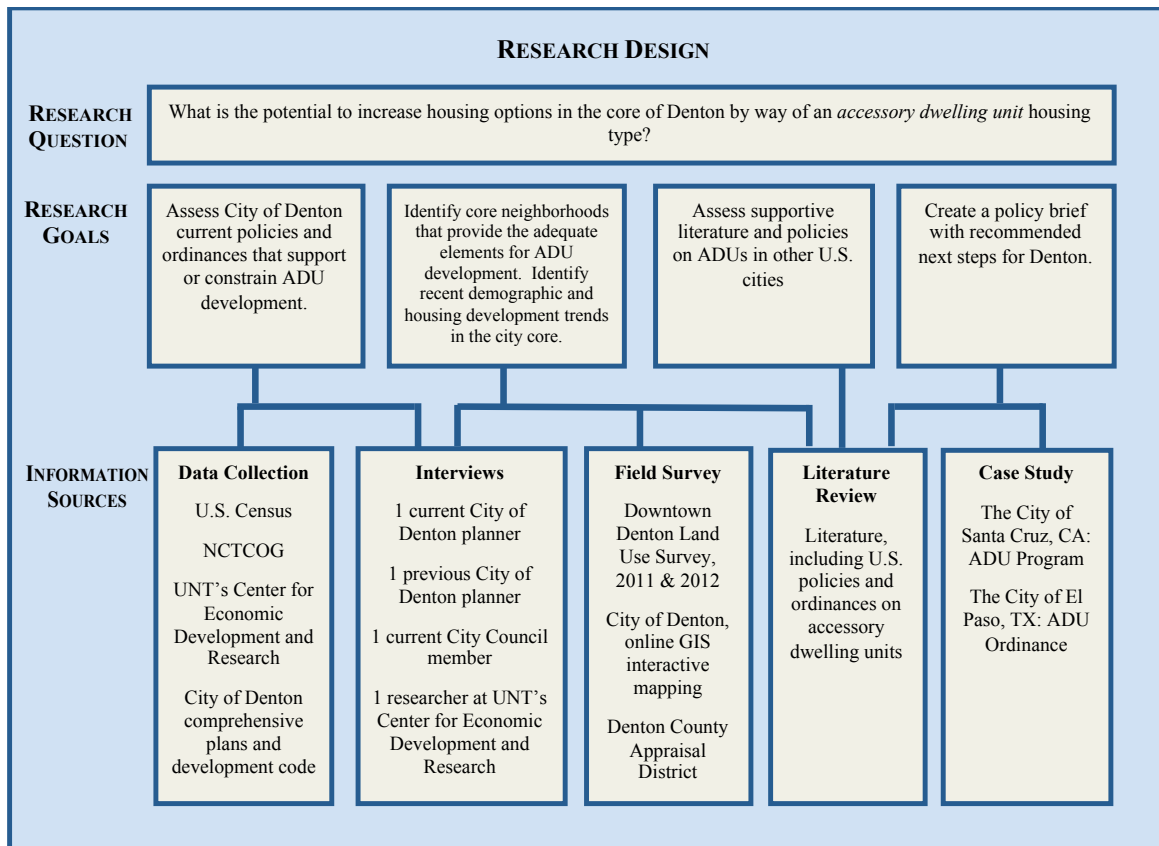 RESEARCH DESIGN
RESEARCH
QUESTION
What is the potential to increase housing options in the core of Denton by way of an accessory dwelling unit housing
type?
RESEARCH
GOALS
Assess City of Denton
current policies and
ordinances that support
or constrain ADU
development.
Identify core neighborhoods
that provide the adequate
elements for ADU
development. Identify
recent demographic and
housing development trends
in the city core.
Assess supportive
literature and policies
on ADUs in other U.S.
cities
Create a policy brief
with recommended
next steps for Denton.
INFORMATION
SOURCES
Data Collection
U.S. Census
NCTCOG
UNT’s Center for
Economic
Development and
Research
City of Denton
comprehensive
plans and
development code
Interviews
1 current City of
Denton planner
1 previous City of
Denton planner
1 current City Council
member
1 researcher at UNT’s
Center for Economic
Development and
Research
Field Survey
Downtown
Denton Land
Use Survey,
2011 & 2012
City of Denton,
online GIS
interactive
mapping
Denton County
Appraisal
District
Literature
Review
Literature,
including U.S.
policies and
ordinances on
accessory
dwelling units
Case Study
The City of
Santa Cruz, CA:
ADU Program
The City of El
Paso, TX: ADU
Ordinance